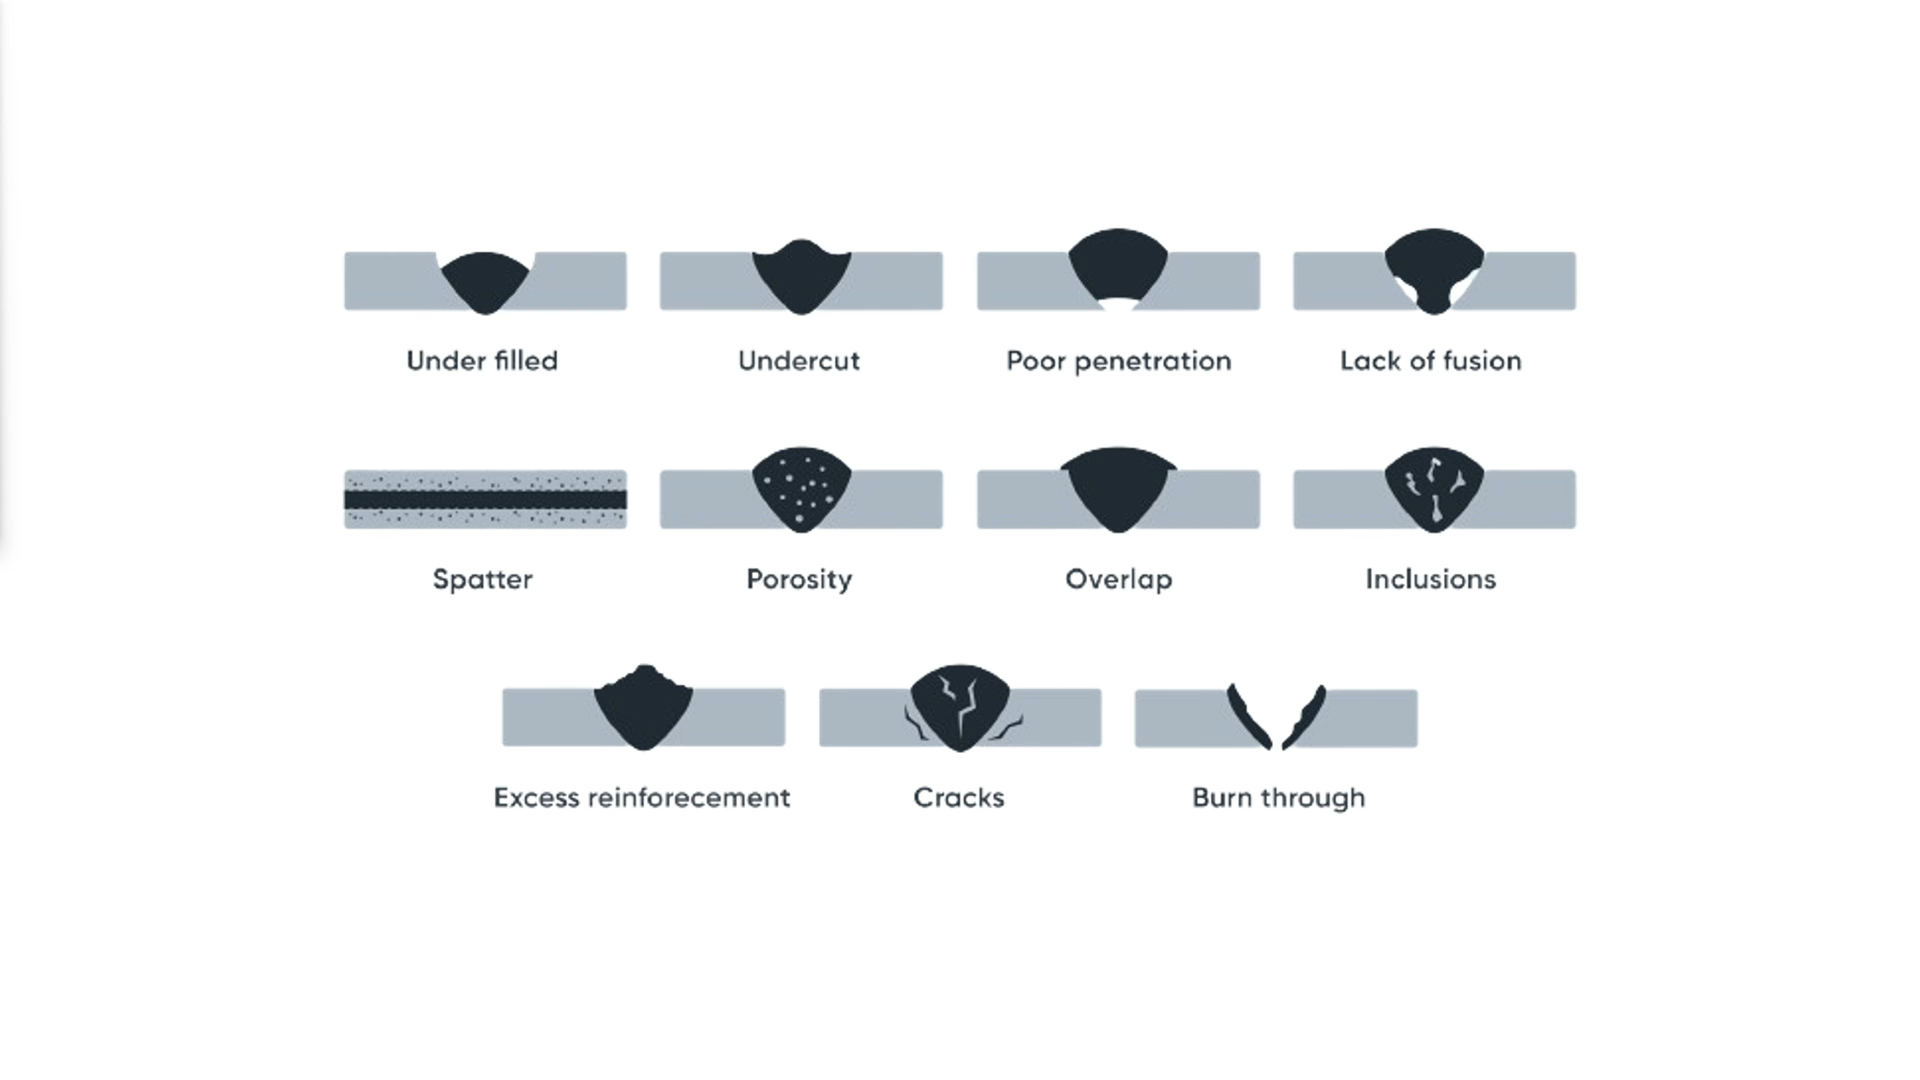 Under filled
Undercut
Poor penetration
Lack of fusion
Spatter
Porosity
Overlap
Inclusions
Excess reinforecement
Cracks
Burn through